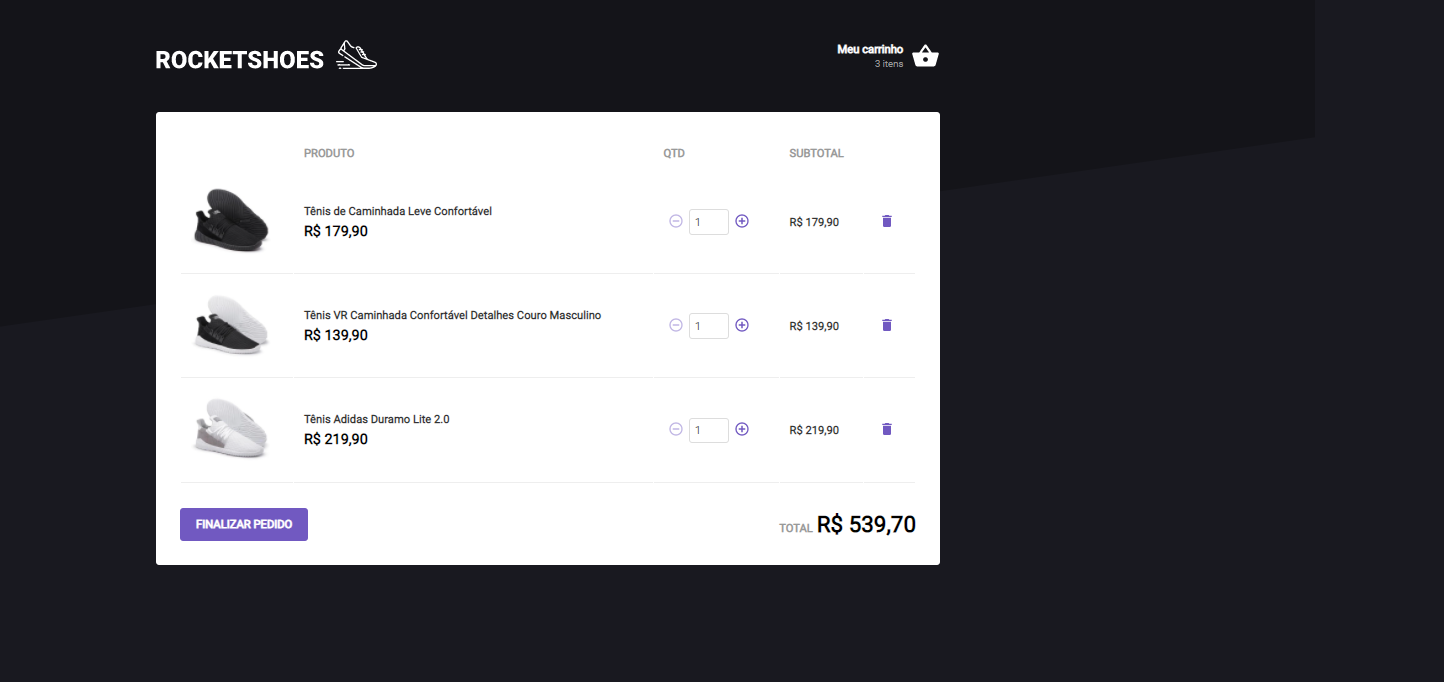 ROCKETSHOES
Meu carrinho
3 itens
PRODUTO QTD SUBTOTAL
Tênis de Caminhada Leve Confortável
R$ 179,90
1
R$ 179,90
Tênis VR Caminhada Confortável Detalhes Couro Masculino
R$ 139,90
1
R$ 139,90
Tênis Adidas Duramo Lite 2.0
R$ 219,90
1
R$ 219,90
FINALIZAR PEDIDO
TOTAL R$ 539,70